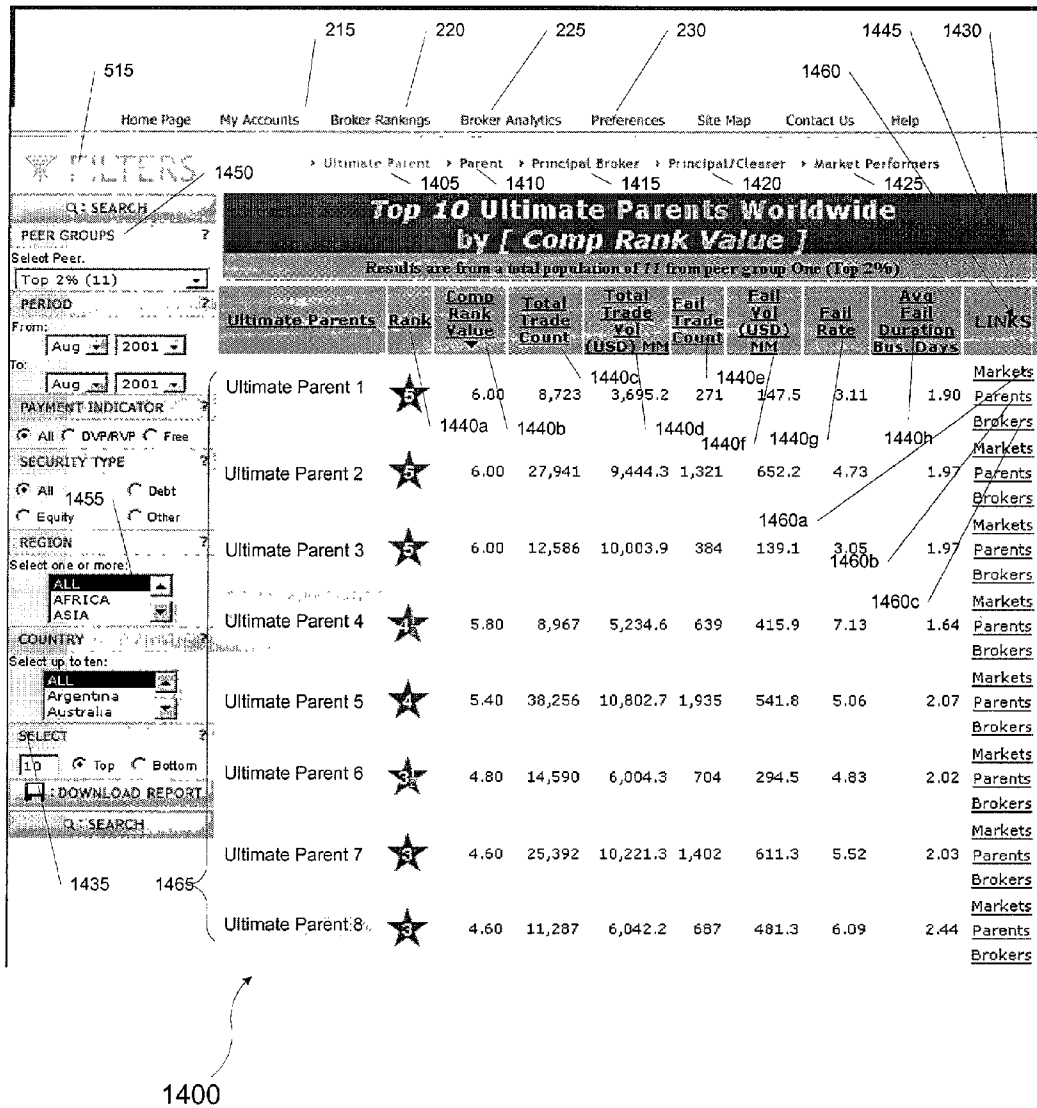 215 220 225 230 1445 1430
515 1460
Home Page My Accounts Broker Rankings Broker Analytics Preferences Site Map Contact Us Help
FILTERS
› Ultimate Parent › Parent › Principal Broker › Principal/Clearer › Market Performers
1450 1405 1410 1415 1420 1425
SEARCH
PEER GROUPS ?
Select Peer.
Top 2% (11)
PERIOD ?
From:
Aug 2001
To:
Aug 2001
PAYMENT INDICATOR ?
All DVP/RVP Free
SECURITY TYPE ?
All Debt
1455
Equity Other
REGION ?
Select one or more:
ALL
AFRICA
ASIA
COUNTRY ?
Select up to ten:
ALL
Argentina
Australia
SELECT ?
10 Top Bottom
DOWNLOAD REPORT
SEARCH
1435 1465
Top 10 Ultimate Parents Worldwide
by [ Comp Rank Value ]
Results are from a total population of 11 from peer group One (Top 2%)
Ultimate Parents Rank Comp Rank Value Total Trade Count Total Trade Vol (USD) MM Fail Trade Count Fail Vol (USD) MM Fail Rate Avg Fail Duration Bus. Days LINKS
1440c 1440e
Ultimate Parent 1 5 6.00 8,723 3,695.2 271 147.5 3.11 1.90 Markets Parents Brokers
1440a 1440b 1440d 1440f 1440g 1440h
Ultimate Parent 2 5 6.00 27,941 9,444.3 1,321 652.2 4.73 1.97 Markets Parents Brokers
1460a
Ultimate Parent 3 5 6.00 12,586 10,003.9 384 139.1 3.05 1.97 Markets Parents Brokers
1460b
1460c
Ultimate Parent 4 5.80 8,967 5,234.6 639 415.9 7.13 1.64 Markets Parents Brokers
Ultimate Parent 5 4 5.40 38,256 10,802.7 1,935 541.8 5.06 2.07 Markets Parents Brokers
Ultimate Parent 6 4.80 14,590 6,004.3 704 294.5 4.83 2.02 Markets Parents Brokers
Ultimate Parent 7 3 4.60 25,392 10,221.3 1,402 611.3 5.52 2.03 Markets Parents Brokers
Ultimate Parent 8 3 4.60 11,287 6,042.2 687 481.3 6.09 2.44 Markets Parents Brokers
1400